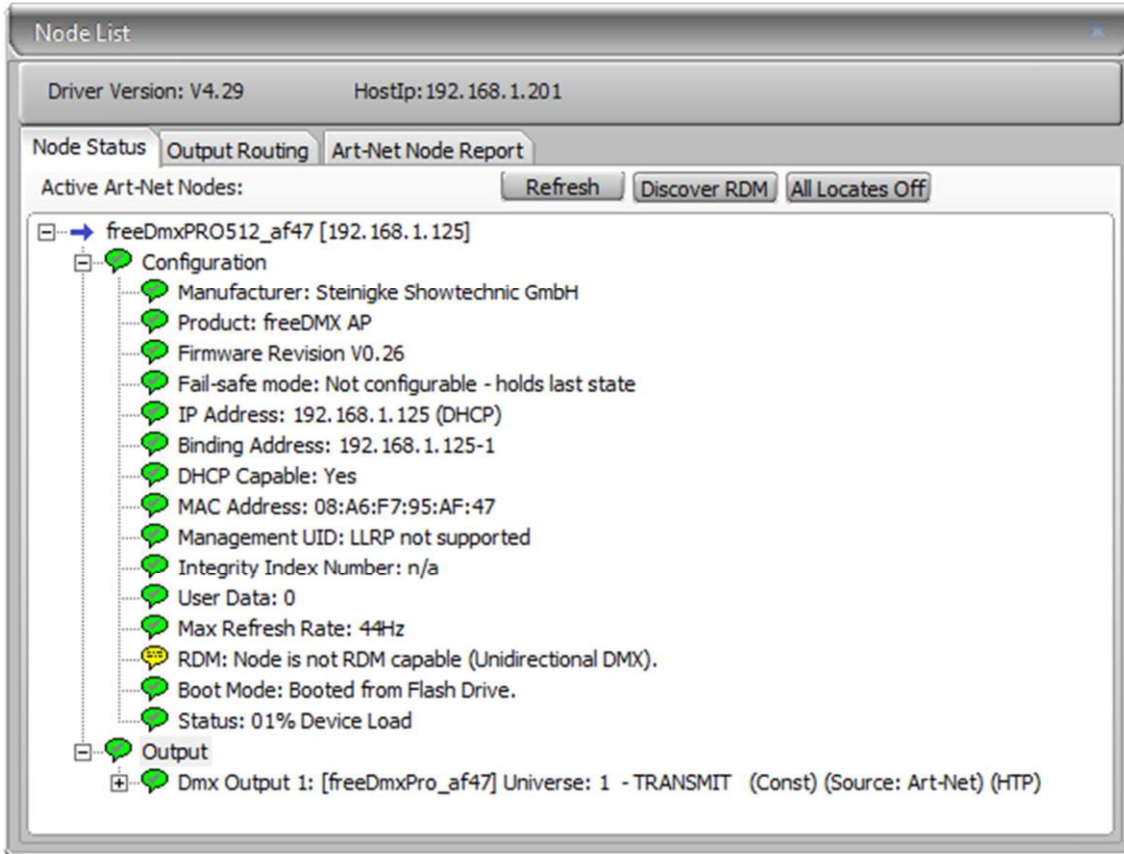 Node List
Driver Version: V4.29 HostIp:192.168.1.201
Node Status Output Routing Art-Net Node Report
Active Art-Net Nodes: Refresh Discover RDM All Locates Off
freeDmxPRO512_af47 [192.168.1.125]
Configuration
Manufacturer: Steinigke Showtechnic GmbH
Product: freeDMX AP
Firmware Revision V0.26
Fail-safe mode: Not configurable - holds last state
IP Address: 192.168.1.125 (DHCP)
Binding Address: 192.168.1.125-1
DHCP Capable: Yes
MAC Address: 08:A6:F7:95:AF:47
Management UID: LLRP not supported
Integrity Index Number: n/a
User Data: 0
Max Refresh Rate: 44Hz
RDM: Node is not RDM capable (Unidirectional DMX).
Boot Mode: Booted from Flash Drive.
Status: 01% Device Load
Output
Dmx Output 1: [freeDmxPro_af47] Universe: 1 - TRANSMIT (Const) (Source: Art-Net) (HTP)